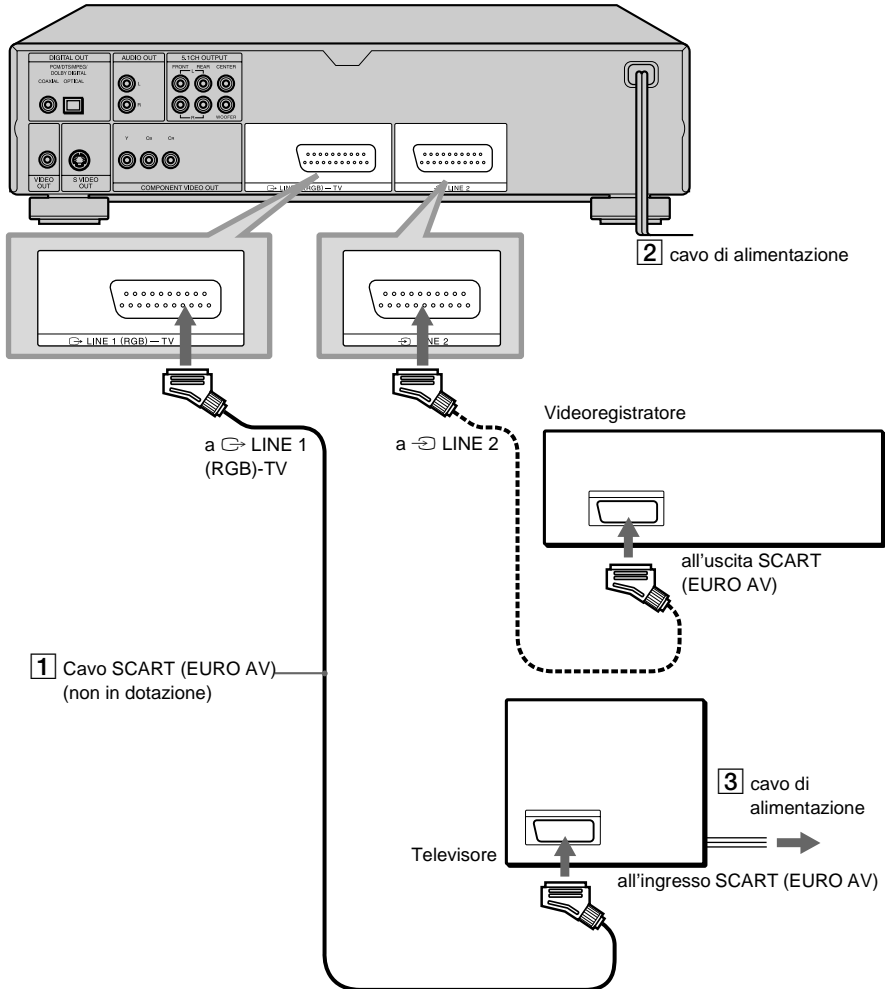 DIGITAL OUT
PCM/DTS/MPEG/
DOLBY DIGITAL
COAXIAL OPTICAL
AUDIO OUT
L
R
5.1CH OUTPUT
FRONT REAR CENTER
L
R
WOOFER
VIDEO
OUT
S VIDEO
OUT
Y CB CR
COMPONENT VIDEO OUT
LINE (RGB) — TV
LINE 2
2 cavo di alimentazione
LINE 1 (RGB) — TV
NE 2
a LINE 1
(RGB)-TV
a LINE 2
Videoregistratore
all'uscita SCART
(EURO AV)
1 Cavo SCART (EURO AV)
(non in dotazione)
3 cavo di
alimentazione
Televisore
all'ingresso SCART (EURO AV)